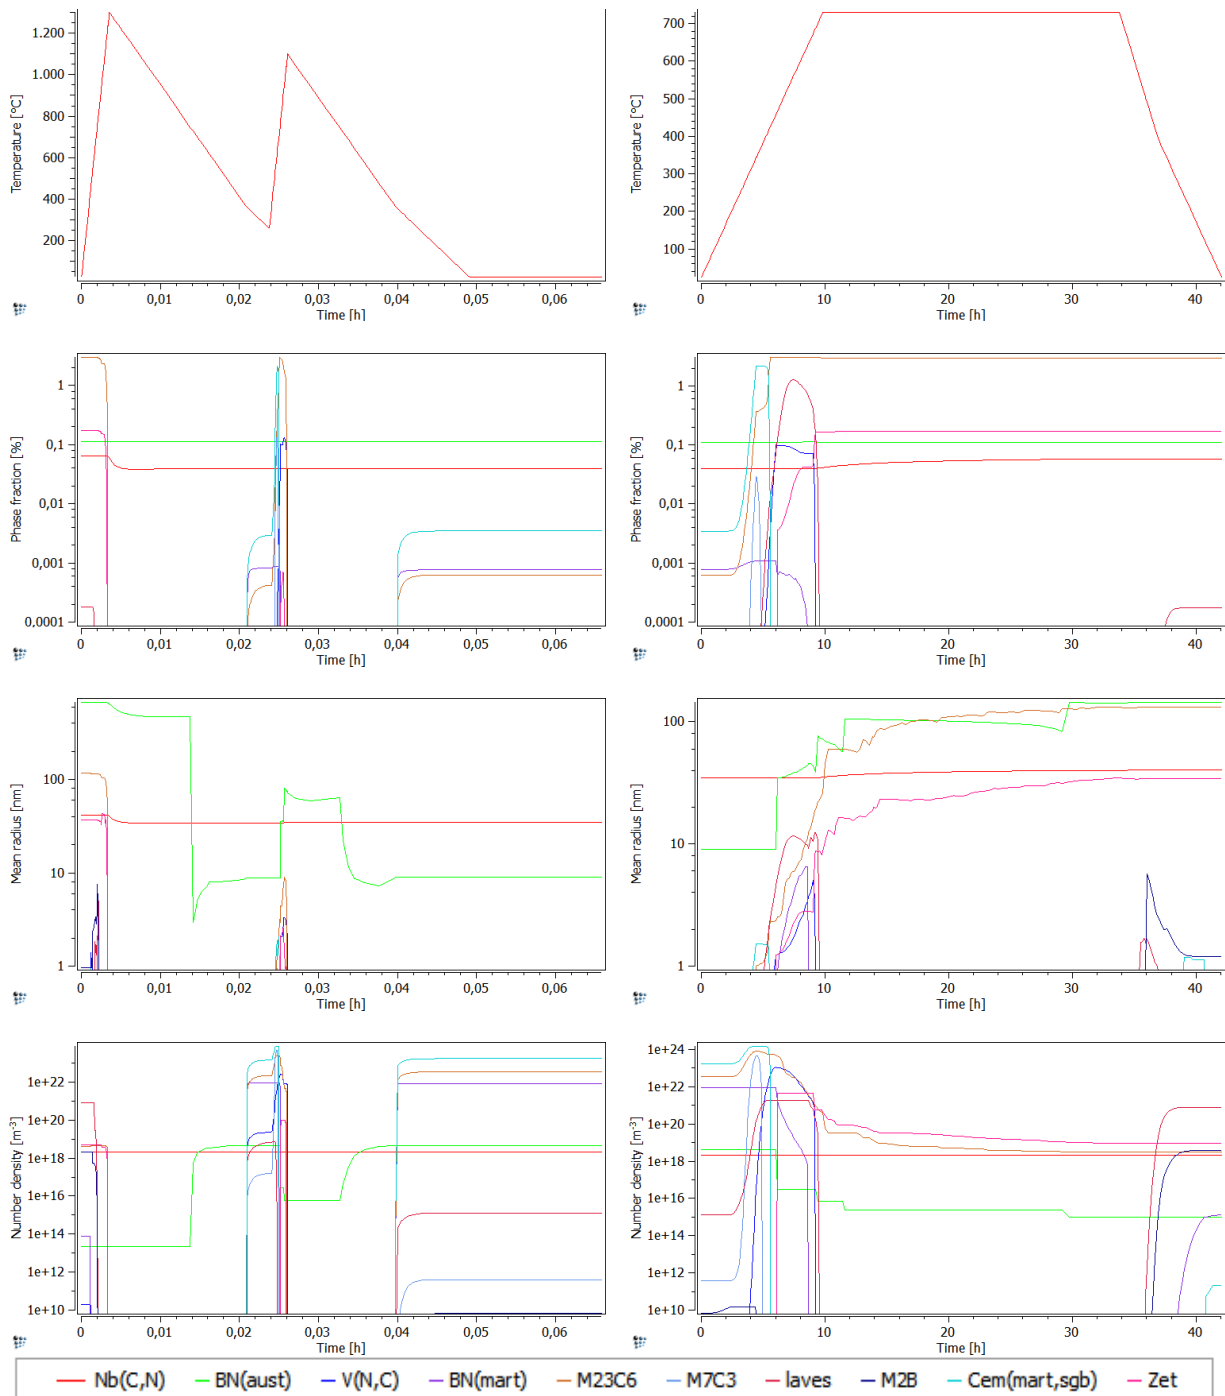 Temperature [°C]
1.200
1.000
800
600
400
200
0
0,01
0,02
0,03
0,04
0,05
0,06
Time [h]
Temperature [°C]
700
600
500
400
300
200
100
0
10
20
30
40
Time [h]
Phase fraction [%]
1
0,1
0,01
0,001
0,0001
0
0,01
0,02
0,03
0,04
0,05
0,06
Time [h]
Phase fraction [%]
1
0,1
0,01
0,001
0,0001
0
10
20
30
40
Time [h]
Mean radius [nm]
100
10
1
0
0,01
0,02
0,03
0,04
0,05
0,06
Time [h]
Mean radius [nm]
100
10
1
0
10
20
30
40
Time [h]
Number density [m⁻³]
1e+22
1e+20
1e+18
1e+16
1e+14
1e+12
1e+10
0
0,01
0,02
0,03
0,04
0,05
0,06
Time [h]
Number density [m⁻³]
1e+24
1e+22
1e+20
1e+18
1e+16
1e+14
1e+12
1e+10
0
10
20
30
40
Time [h]
Nb(C,N) BN(aust) V(N,C) BN(mart) M23C6 M7C3 laves M2B Cem(mart,sgb) Zet